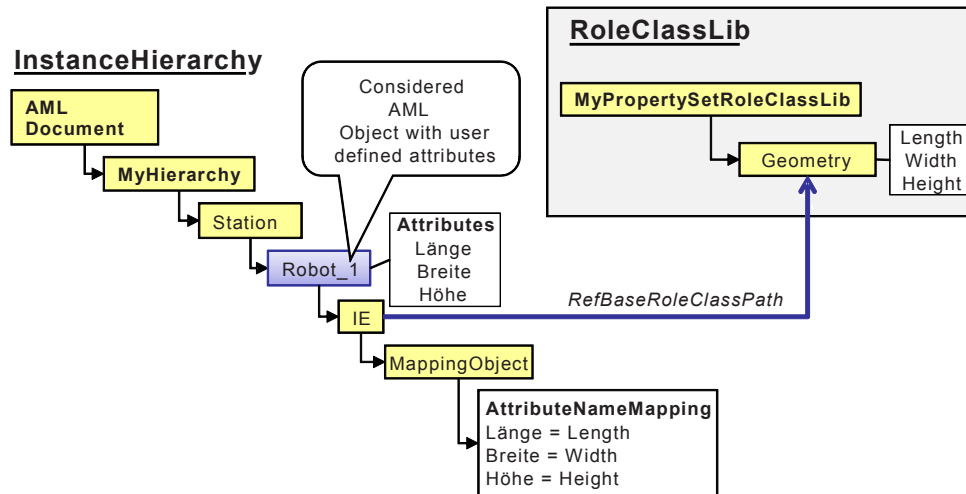 InstanceHierarchy
AML
Document
MyHierarchy
Station
Robot_1
IE
MappingObject
Considered
AML
Object with user
defined attributes
Attributes
Länge
Breite
Höhe
AttributeNameMapping
Länge = Length
Breite = Width
Höhe = Height
RefBaseRoleClassPath
RoleClassLib
MyPropertySetRoleClassLib
Geometry
Length
Width
Height